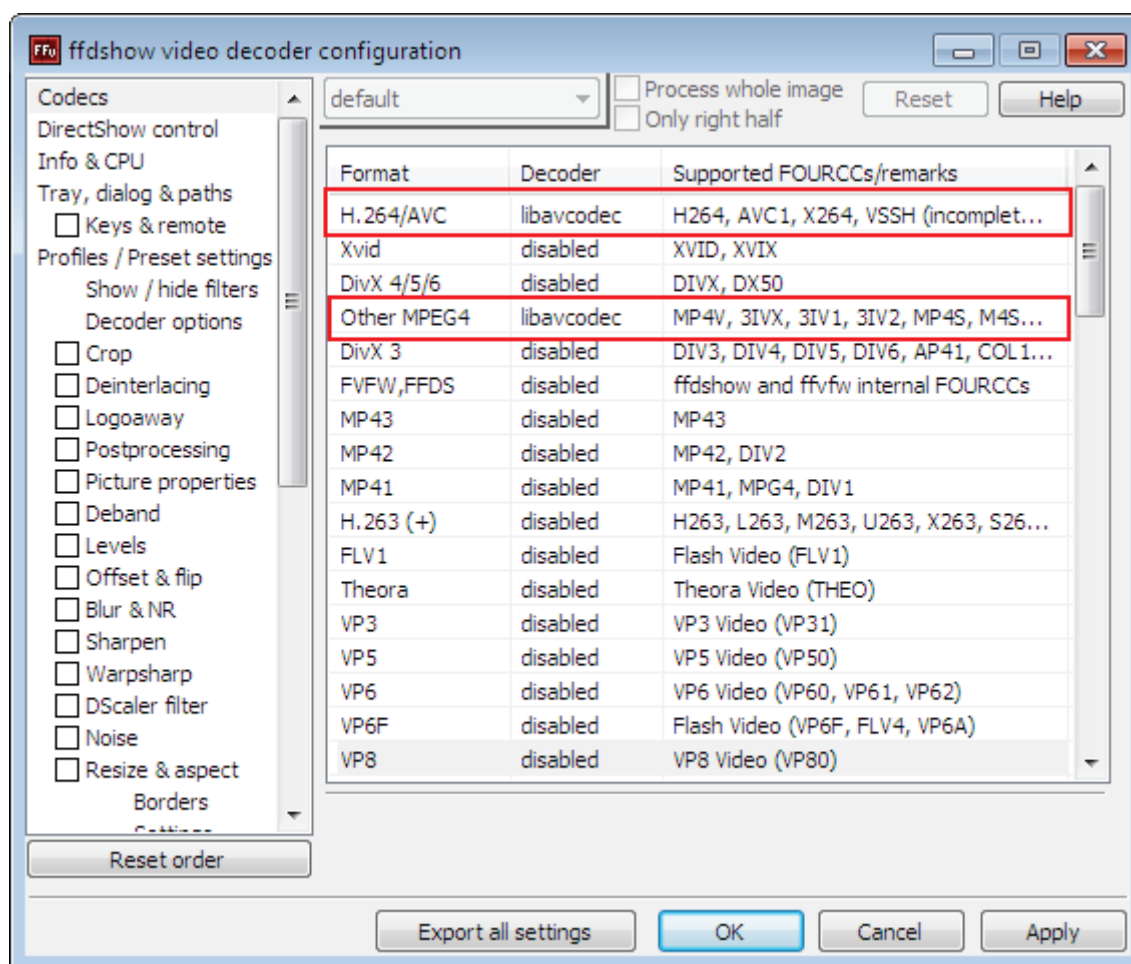 FFv ffdshow video decoder configuration
Codecs
DirectShow control
Info & CPU
Tray, dialog & paths
Keys & remote
Profiles / Preset settings
Show / hide filters
Decoder options
Crop
Deinterlacing
Logoaway
Postprocessing
Picture properties
Deband
Levels
Offset & flip
Blur & NR
Sharpen
Warpsharp
DScaler filter
Noise
Resize & aspect
Borders
Reset order
default
Process whole image
Only right half
Reset
Help
Format Decoder Supported FOURCCs/remarks
H.264/AVC libavcodec H264, AVC1, X264, VSSH (incomplet...
Xvid disabled XVID, XVIX
DivX 4/5/6 disabled DIVX, DX50
Other MPEG4 libavcodec MP4V, 3IVX, 3IV1, 3IV2, MP4S, M4S...
DivX 3 disabled DIV3, DIV4, DIV5, DIV6, AP41, COL1...
FVFW,FFDS disabled ffdshow and ffvfw internal FOURCCs
MP43 disabled MP43
MP42 disabled MP42, DIV2
MP41 disabled MP41, MPG4, DIV1
H.263 (+) disabled H263, L263, M263, U263, X263, S26...
FLV1 disabled Flash Video (FLV1)
Theora disabled Theora Video (THEO)
VP3 disabled VP3 Video (VP31)
VP5 disabled VP5 Video (VP50)
VP6 disabled VP6 Video (VP60, VP61, VP62)
VP6F disabled Flash Video (VP6F, FLV4, VP6A)
VP8 disabled VP8 Video (VP80)
Export all settings
OK
Cancel
Apply